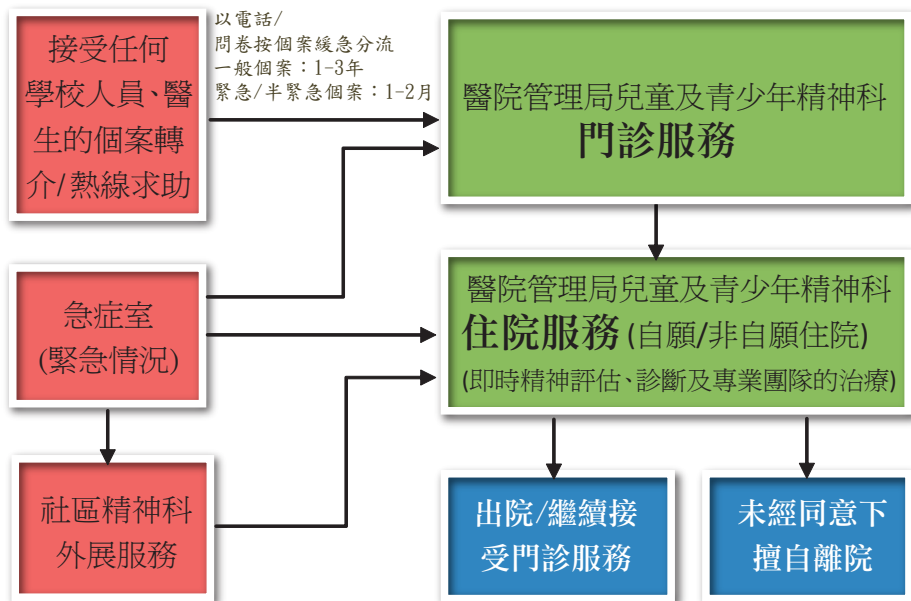 接受任何
學校人員、醫
生的個案轉
介/熱線求助
以電話/
問卷按個案緩急分流
一般個案：1-3年
緊急/半緊急個案：1-2月
醫院管理局兒童及青少年精神科
門診服務
急症室
(緊急情況)
醫院管理局兒童及青少年精神科
住院服務(自願/非自願住院)
(即時精神評估、診斷及專業團隊的治療)
社區精神科
外展服務
出院/繼續接
受門診服務
未經同意下
擅自離院